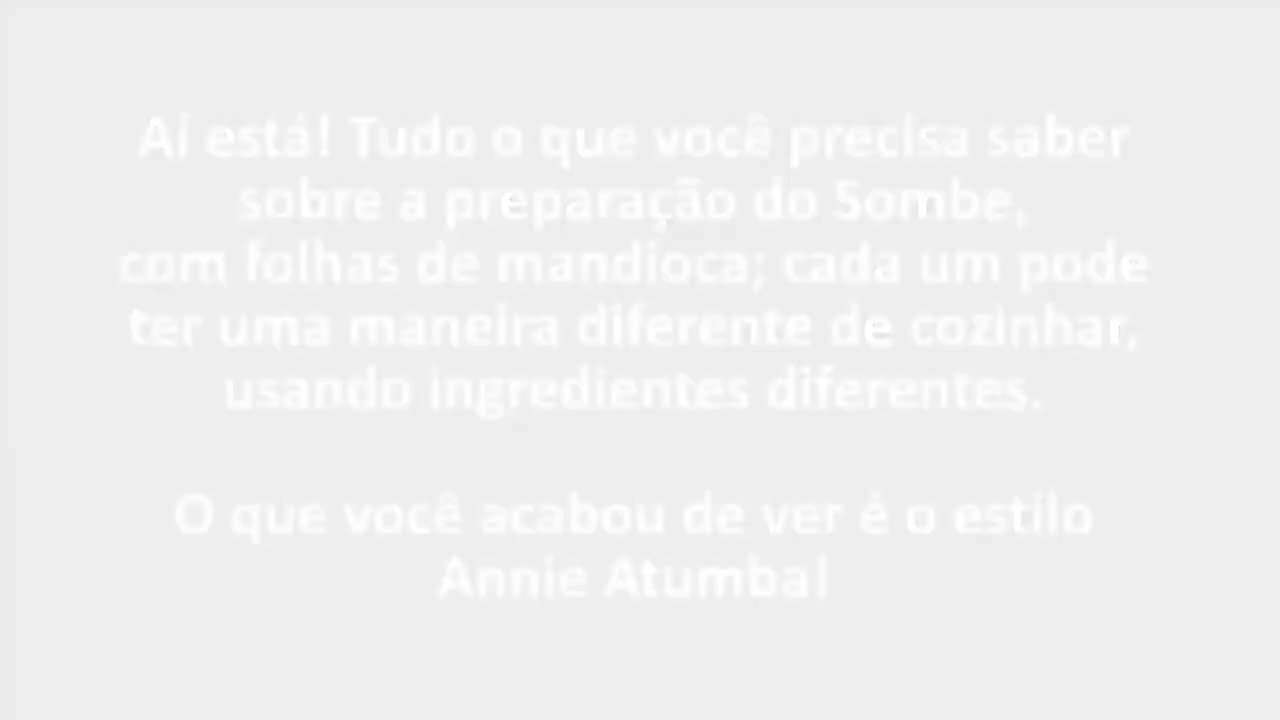 Aí está! Tudo o que você precisa saber
sobre a preparação do Sombe,
com folhas de mandioca; cada um pode
ter uma maneira diferente de cozinhar,
usando ingredientes diferentes.
O que você acabou de ver é o estilo
Annie Atumba!